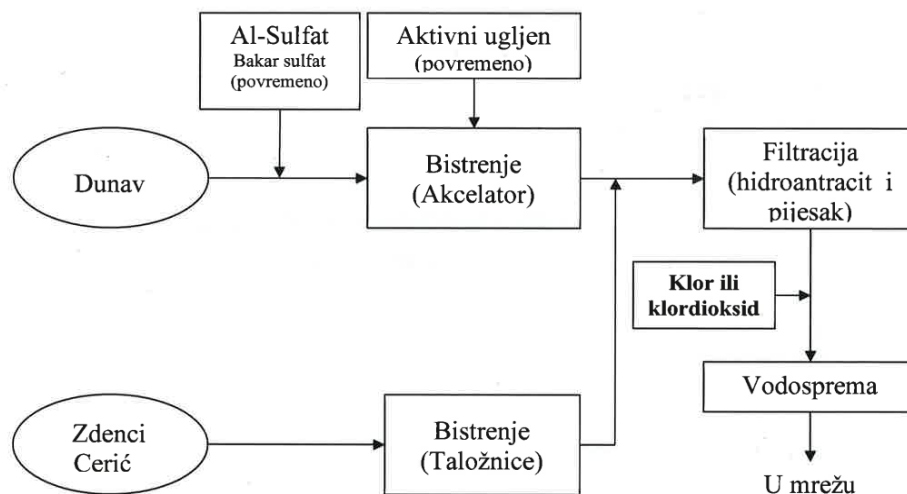 Al-Sulfat
Bakar sulfat
(povremeno)
Aktivni ugljen
(povremeno)
Dunav
Bistrenje
(Akcelator)
Filtracija
(hidroantracit i
pijesak)
Klor ili
klordioksid
Vodosprema
Zdenci
Cerić
Bistrenje
(Taložnice)
U mrežu